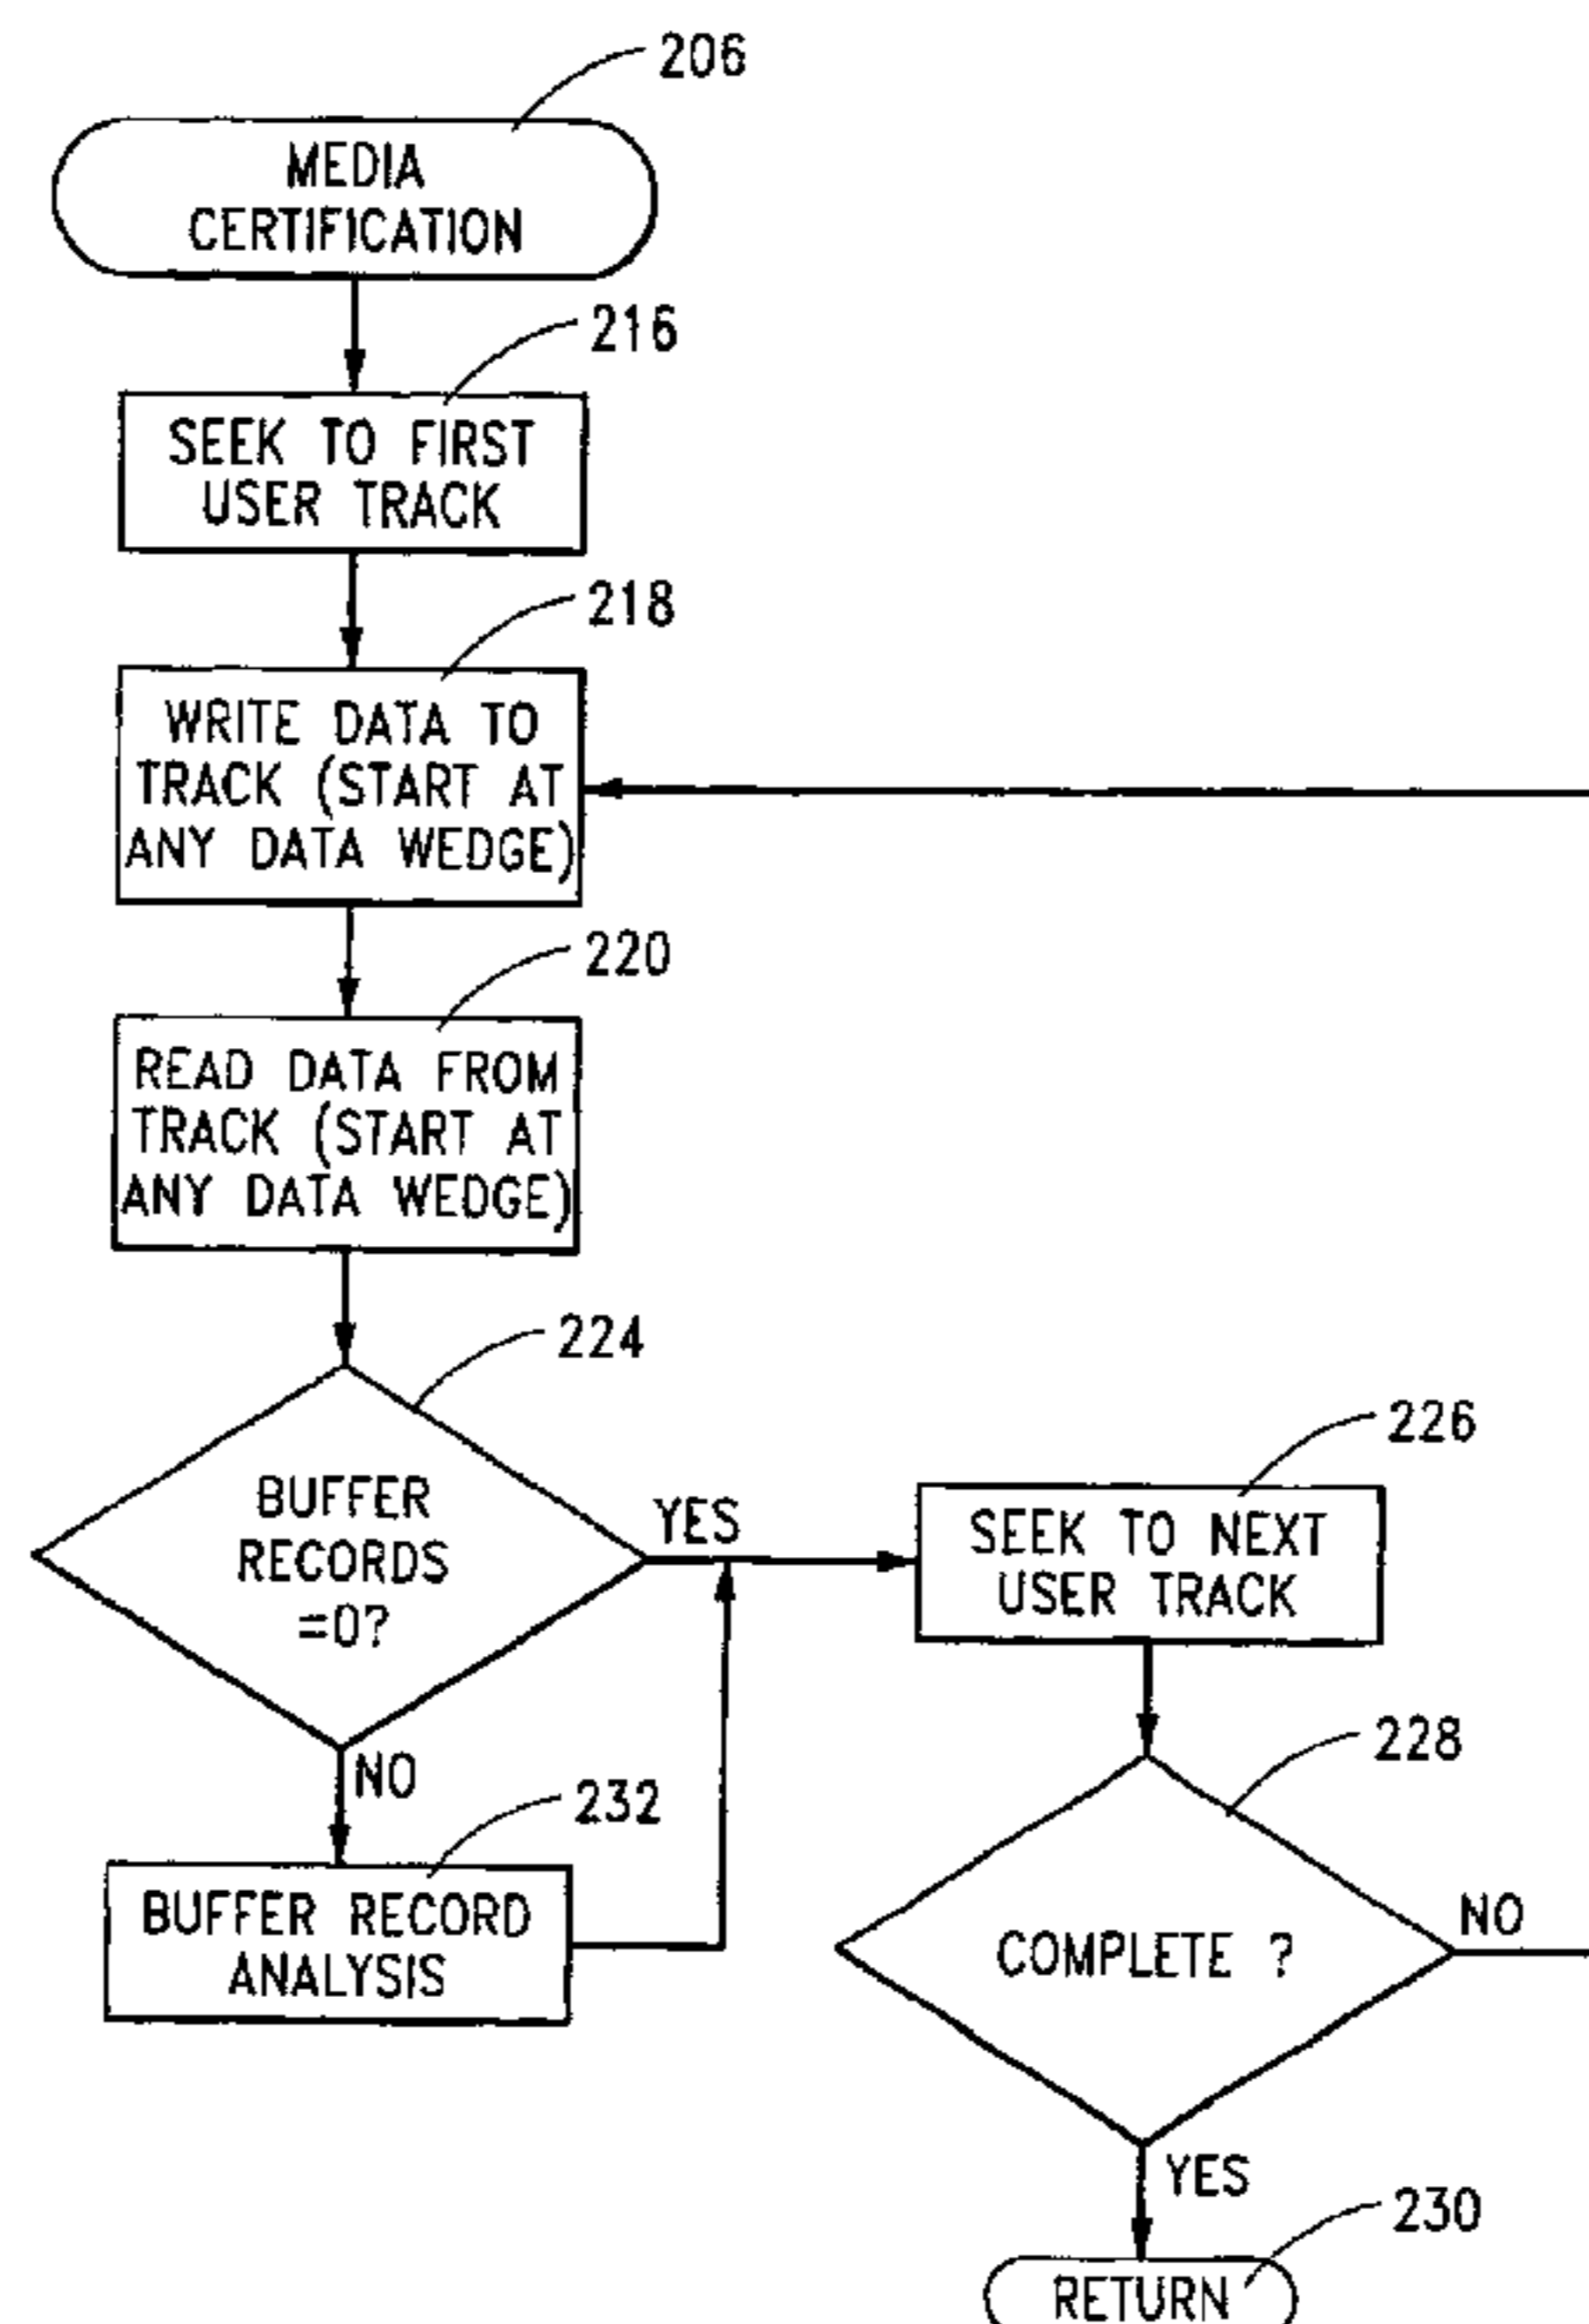 206
MEDIA
CERTIFICATION
216
SEEK TO FIRST
USER TRACK
218
WRITE DATA TO
TRACK (START AT
ANY DATA WEDGE)
220
READ DATA FROM
TRACK (START AT
ANY DATA WEDGE)
224
BUFFER
RECORDS
=0?
YES
NO
232
BUFFER RECORD
ANALYSIS
226
SEEK TO NEXT
USER TRACK
228
COMPLETE ?
NO
YES
230
RETURN